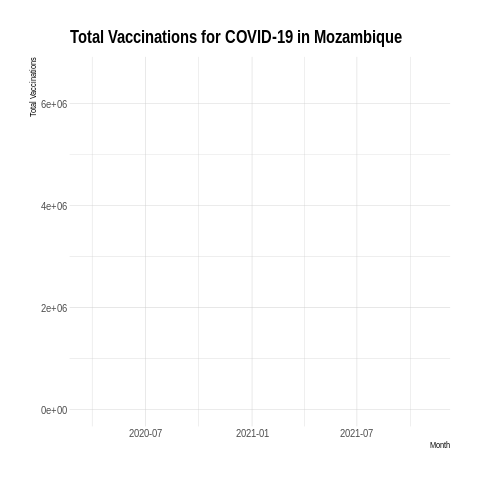 Total Vaccinations for COVID-19 in Mozambique
Total Vaccinations
6e+06
4e+06
2e+06
0e+00
2020-07 2021-01 2021-07
Month